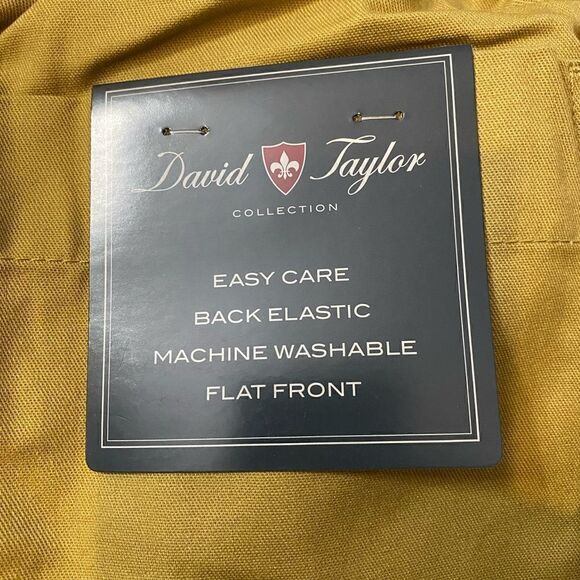 David Taylor
COLLECTION
EASY CARE
BACK ELASTIC
MACHINE WASHABLE
FLAT FRONT